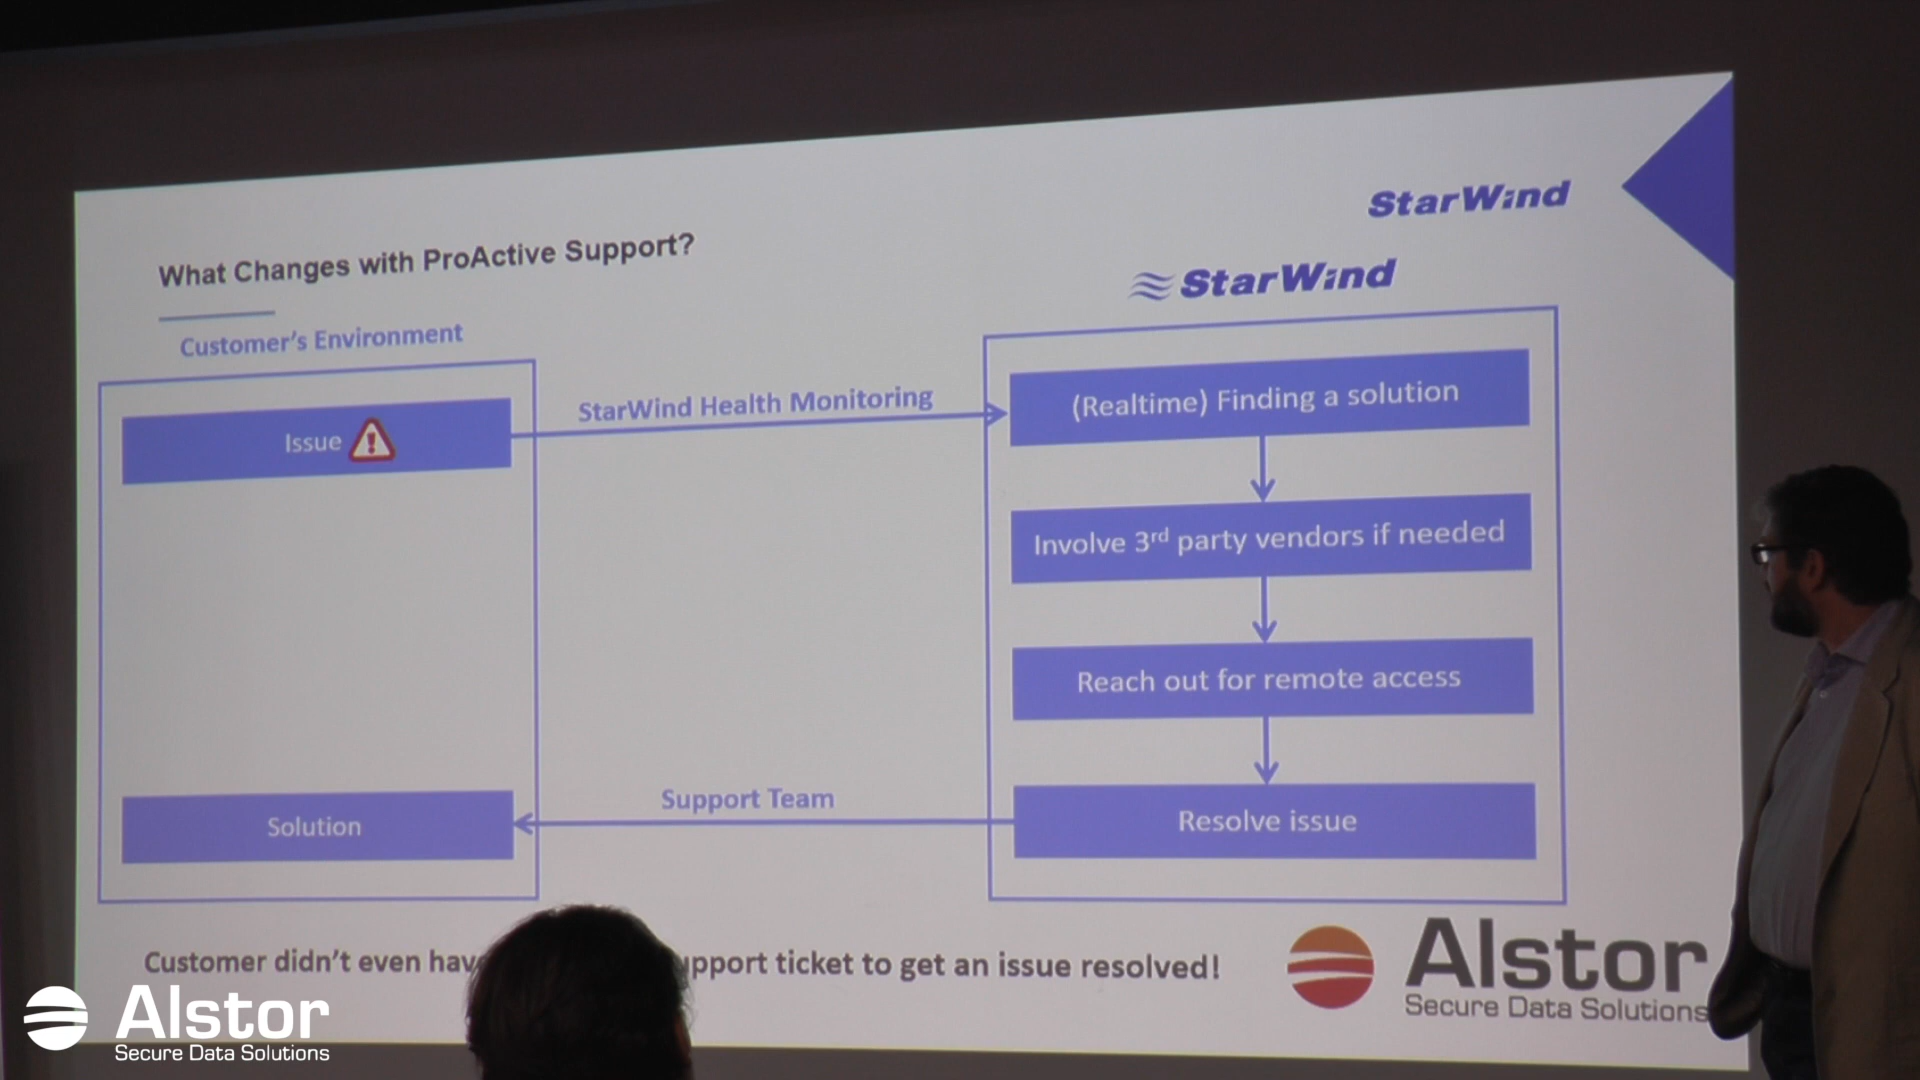 StarWind
What Changes with ProActive Support?
StarWind
Customer's Environment
Issue
StarWind Health Monitoring
(Realtime) Finding a solution
Involve 3rd party vendors if needed
Reach out for remote access
Support Team
Resolve issue
Solution
Customer didn't even hav pport ticket to get an issue resolved!
Alstor
Secure Data Solutions
Alstor
Secure Data Solutions